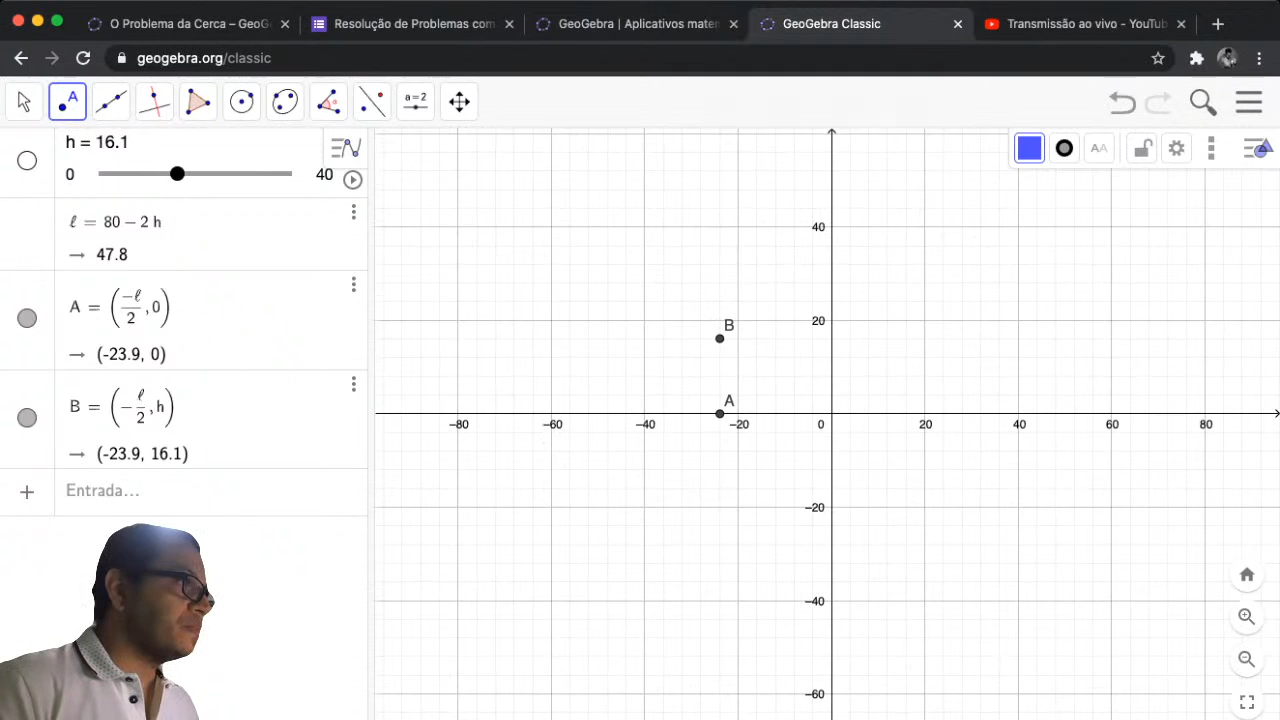 O Problema da Cerca – GeoG
Resolução de Problemas com
GeoGebra | Aplicativos mater
GeoGebra Classic
Transmissão ao vivo - YouTub
geogebra.org/classic
A
a=2
h = 16.1
0
40
ℓ = 80 – 2 h
→ 47.8
A = (–ℓ/2, 0)
→ (-23.9, 0)
B = (–ℓ/2, h)
→ (-23.9, 16.1)
+ Entrada...
AA
40
20
B
A
–80 –60 –40 –20 0 20 40 60 80
–20
–40
–60